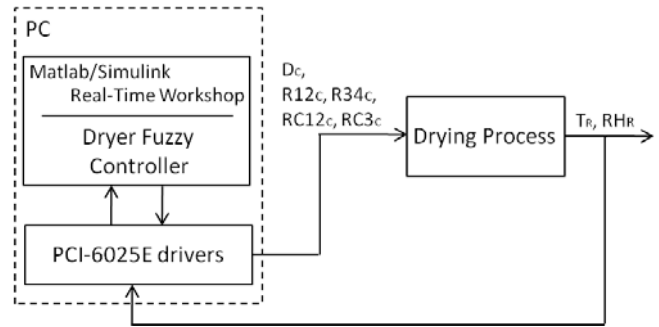 PC
Matlab/Simulink
Real-Time Workshop
Dryer Fuzzy
Controller
PCI-6025E drivers
Dc,
R12c, R34c,
RC12c, RC3c
Drying Process
TR, RHR